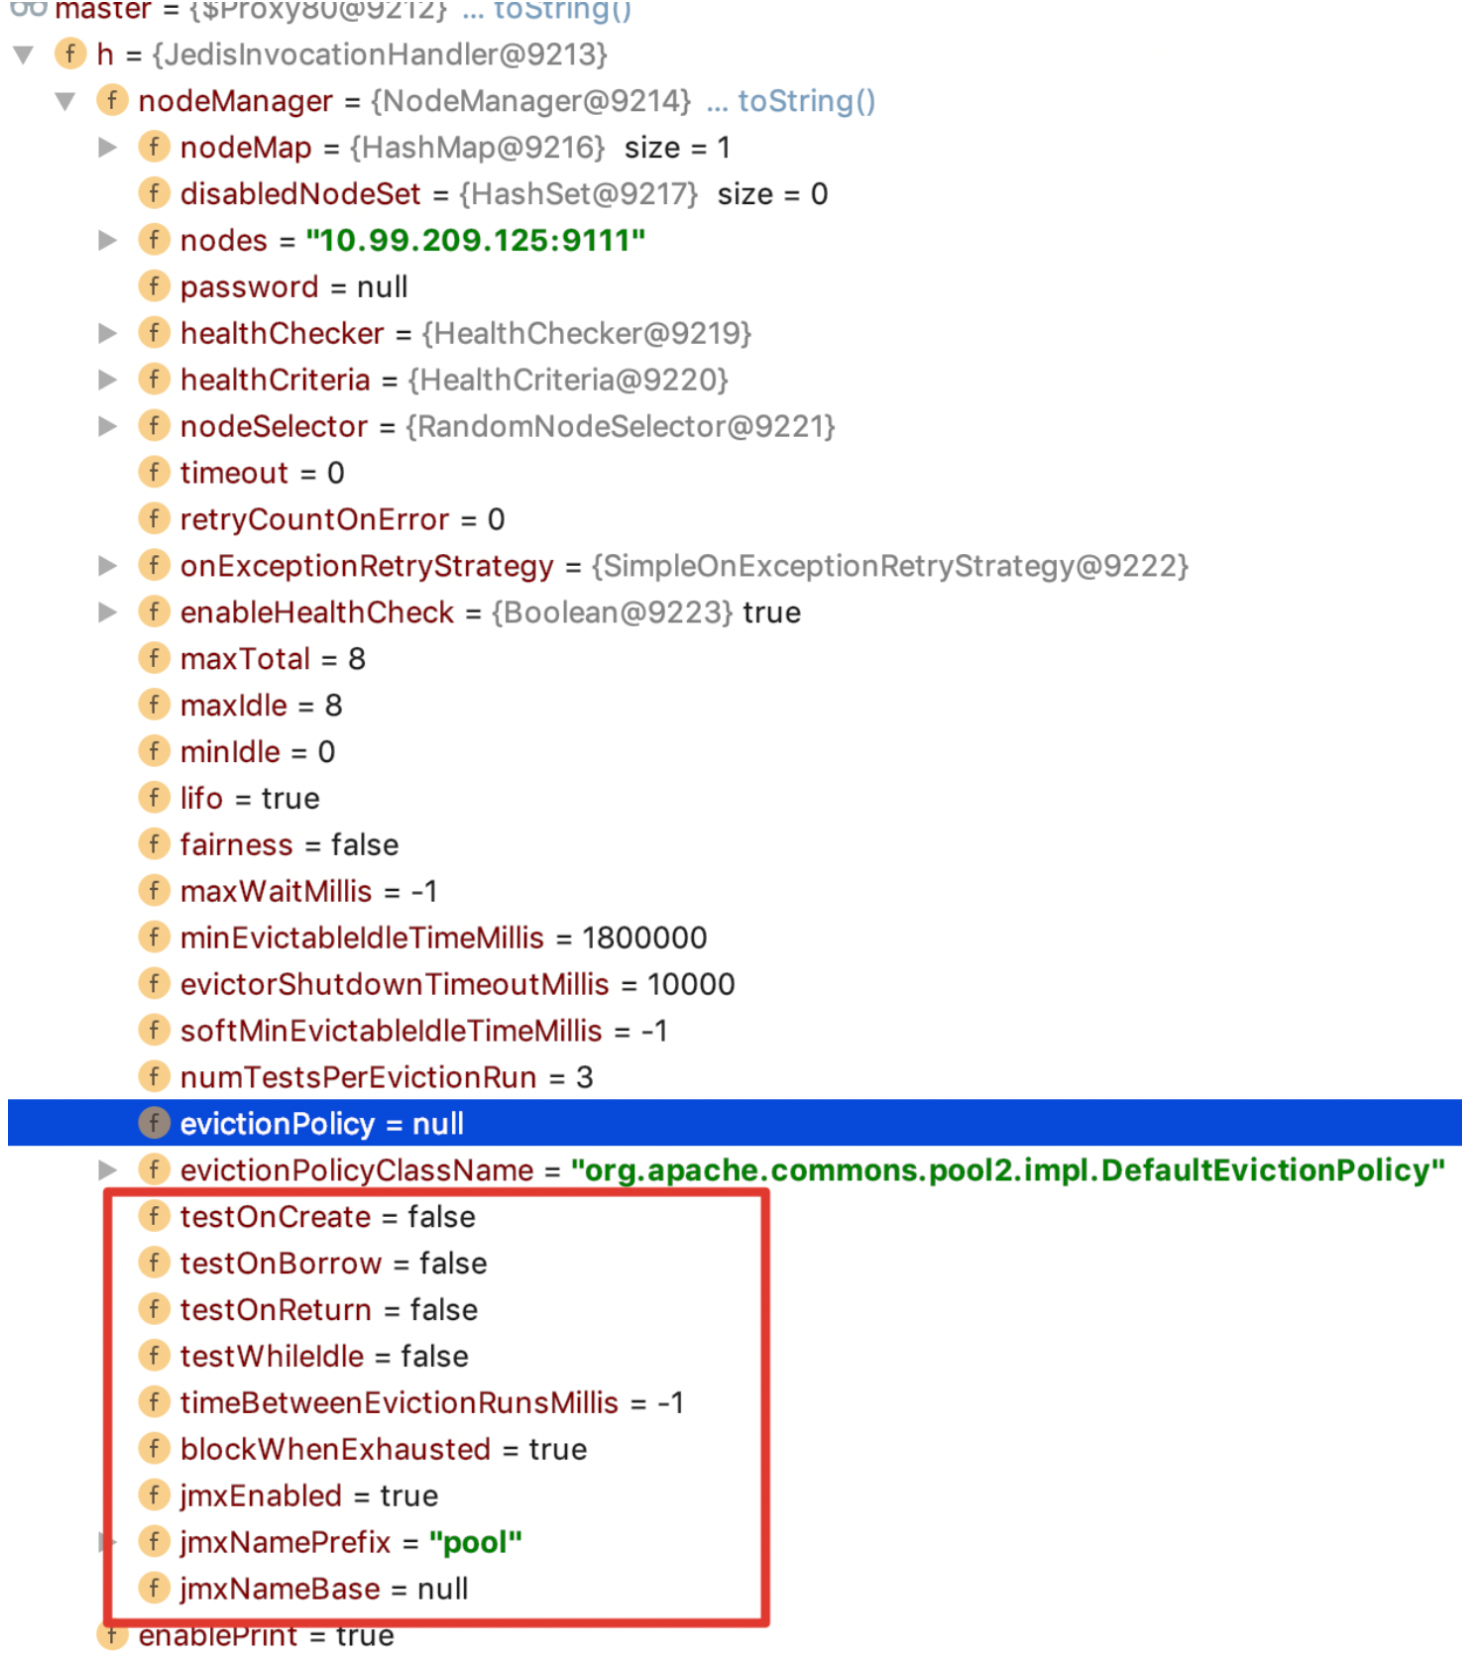 master = {$Proxy80@9212} ... toString()
f h = {JedisInvocationHandler@9213}
f nodeManager = {NodeManager@9214} ... toString()
f nodeMap = {HashMap@9216} size = 1
f disabledNodeSet = {HashSet@9217} size = 0
f nodes = "10.99.209.125:9111"
f password = null
f healthChecker = {HealthChecker@9219}
f healthCriteria = {HealthCriteria@9220}
f nodeSelector = {RandomNodeSelector@9221}
f timeout = 0
f retryCountOnError = 0
f onExceptionRetryStrategy = {SimpleOnExceptionRetryStrategy@9222}
f enableHealthCheck = {Boolean@9223} true
f maxTotal = 8
f maxIdle = 8
f minIdle = 0
f lifo = true
f fairness = false
f maxWaitMillis = -1
f minEvictableIdleTimeMillis = 1800000
f evictorShutdownTimeoutMillis = 10000
f softMinEvictableIdleTimeMillis = -1
f numTestsPerEvictionRun = 3
f evictionPolicy = null
f evictionPolicyClassName = "org.apache.commons.pool2.impl.DefaultEvictionPolicy"
f testOnCreate = false
f testOnBorrow = false
f testOnReturn = false
f testWhileIdle = false
f timeBetweenEvictionRunsMillis = -1
f blockWhenExhausted = true
f jmxEnabled = true
f jmxNamePrefix = "pool"
f jmxNameBase = null
f enablePrint = true